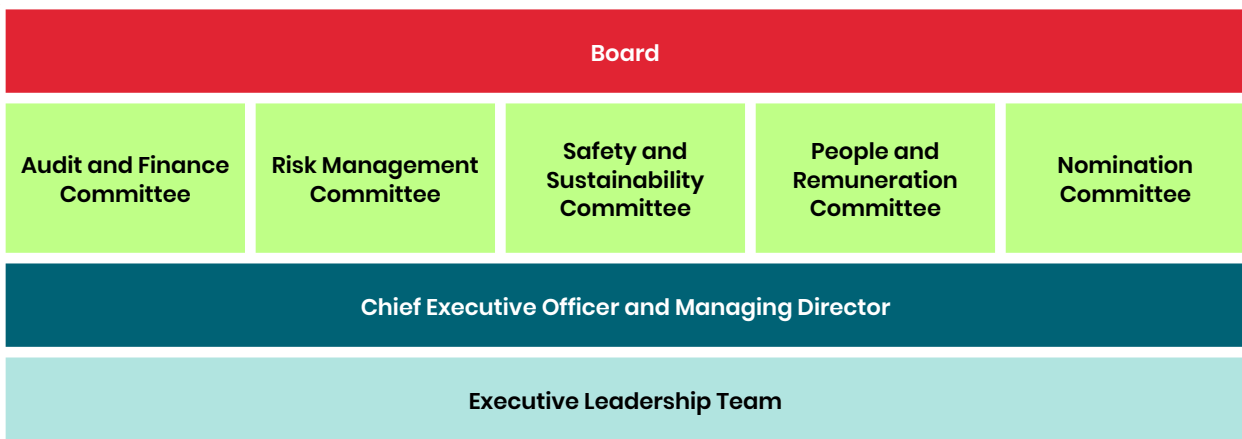 Board
Audit and Finance
Committee
Risk Management
Committee
Safety and
Sustainability
Committee
People and
Remuneration
Committee
Nomination
Committee
Chief Executive Officer and Managing Director
Executive Leadership Team